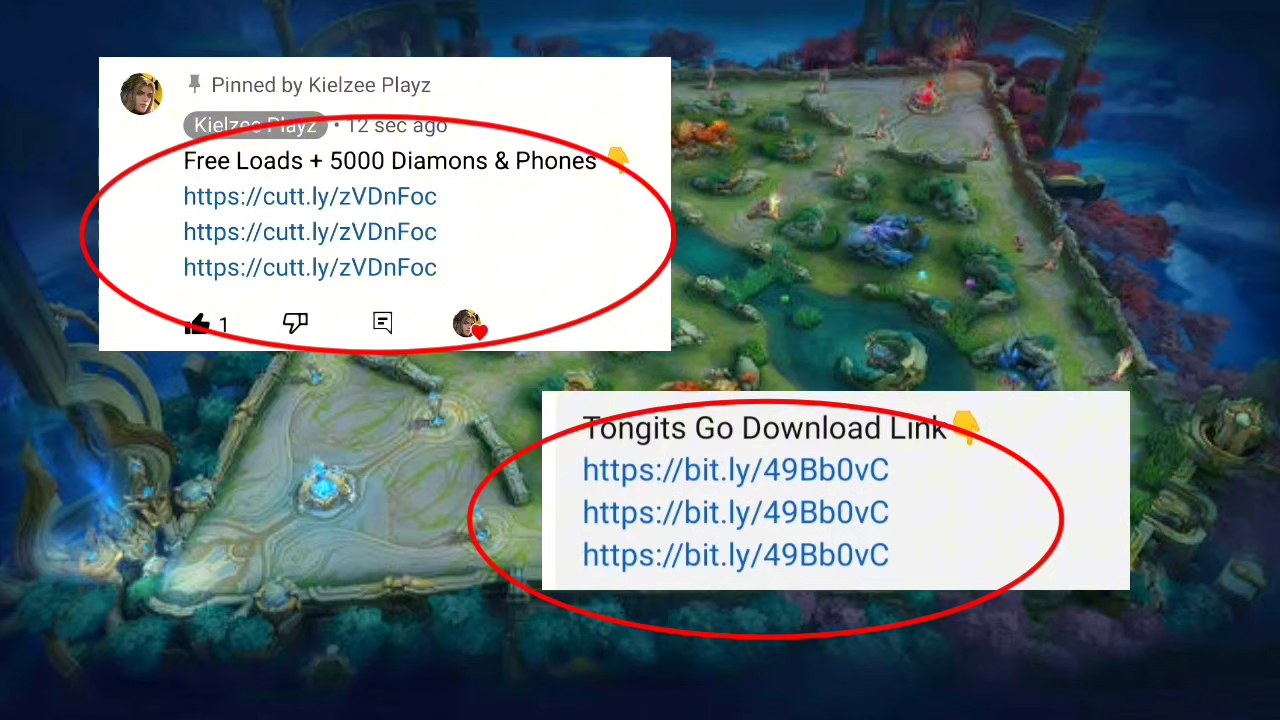 Pinned by Kielzee Playz
Kielzee Playz • 12 sec ago
Free Loads + 5000 Diamons & Phones 👇
https://cutt.ly/zVDnFoc
https://cutt.ly/zVDnFoc
https://cutt.ly/zVDnFoc
1
Tongits Go Download Link👇
https://bit.ly/49Bb0vC
https://bit.ly/49Bb0vC
https://bit.ly/49Bb0vC